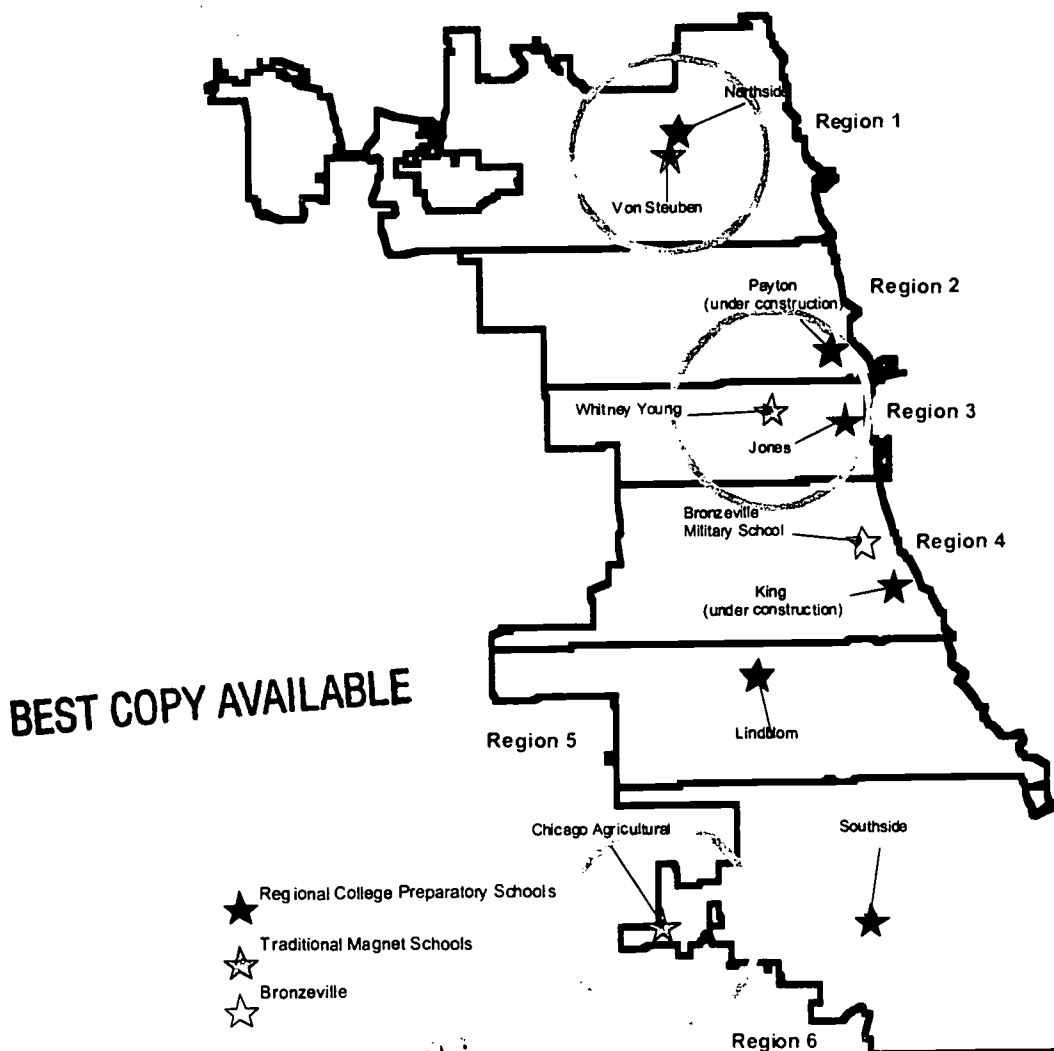 Northside
Region 1
Von Steuben
Region 2
Payton
(under construction)
Whitney Young
Region 3
Jones
Bronzeville
Military School
Region 4
King
(under construction)
BEST COPY AVAILABLE
Region 5
Lindblom
Chicago Agricultural
Southside
Regional College Preparatory Schools
Traditional Magnet Schools
Bronzeville
Region 6